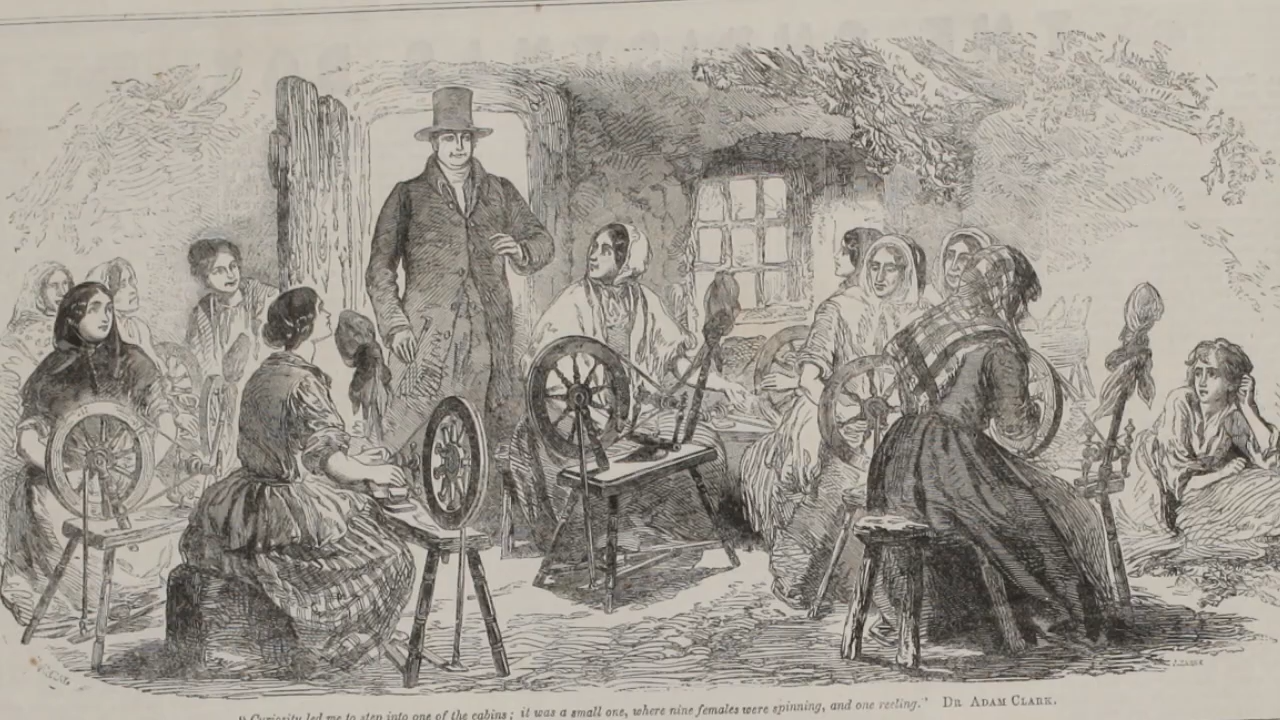 "Curiosity led me to step into one of the cabins; it was a small one, where nine females were spinning, and one reeling." DR. ADAM CLARK.